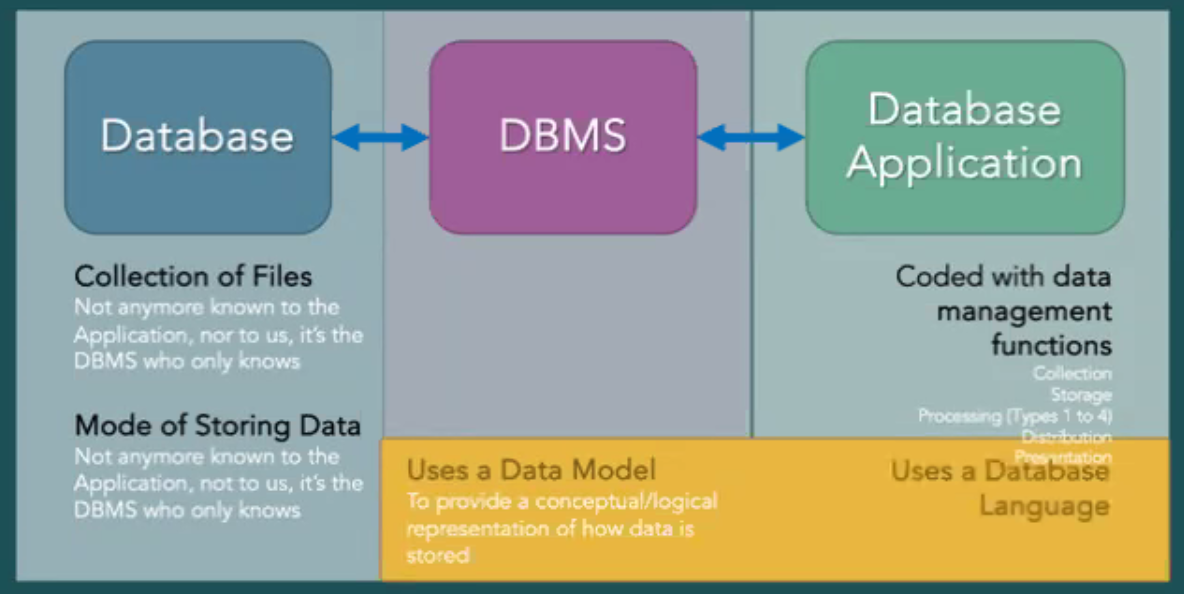 Database
DBMS
Database
Application
Collection of Files
Not anymore known to the
Application, nor to us, it's the
DBMS who only knows
Mode of Storing Data
Not anymore known to the
Application, not to us, it's the
DBMS who only knows
Uses a Data Model
To provide a conceptual/logical
representation of how data is
stored
Coded with data
management
functions
Collection
Storage
Processing (Types 1 to 4)
Distribution
Presentation
Uses a Database
Language